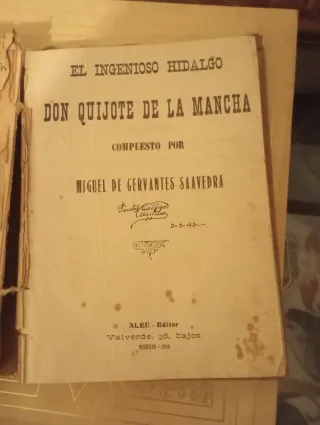 EL INGENIOSO HIDALGO
DON QUIJOTE DE LA MANCHA
COMPUESTO POR
MIGUEL DE CERVANTES SAAVEDRA
ALEU - Editor
Valverde, 38, bajos